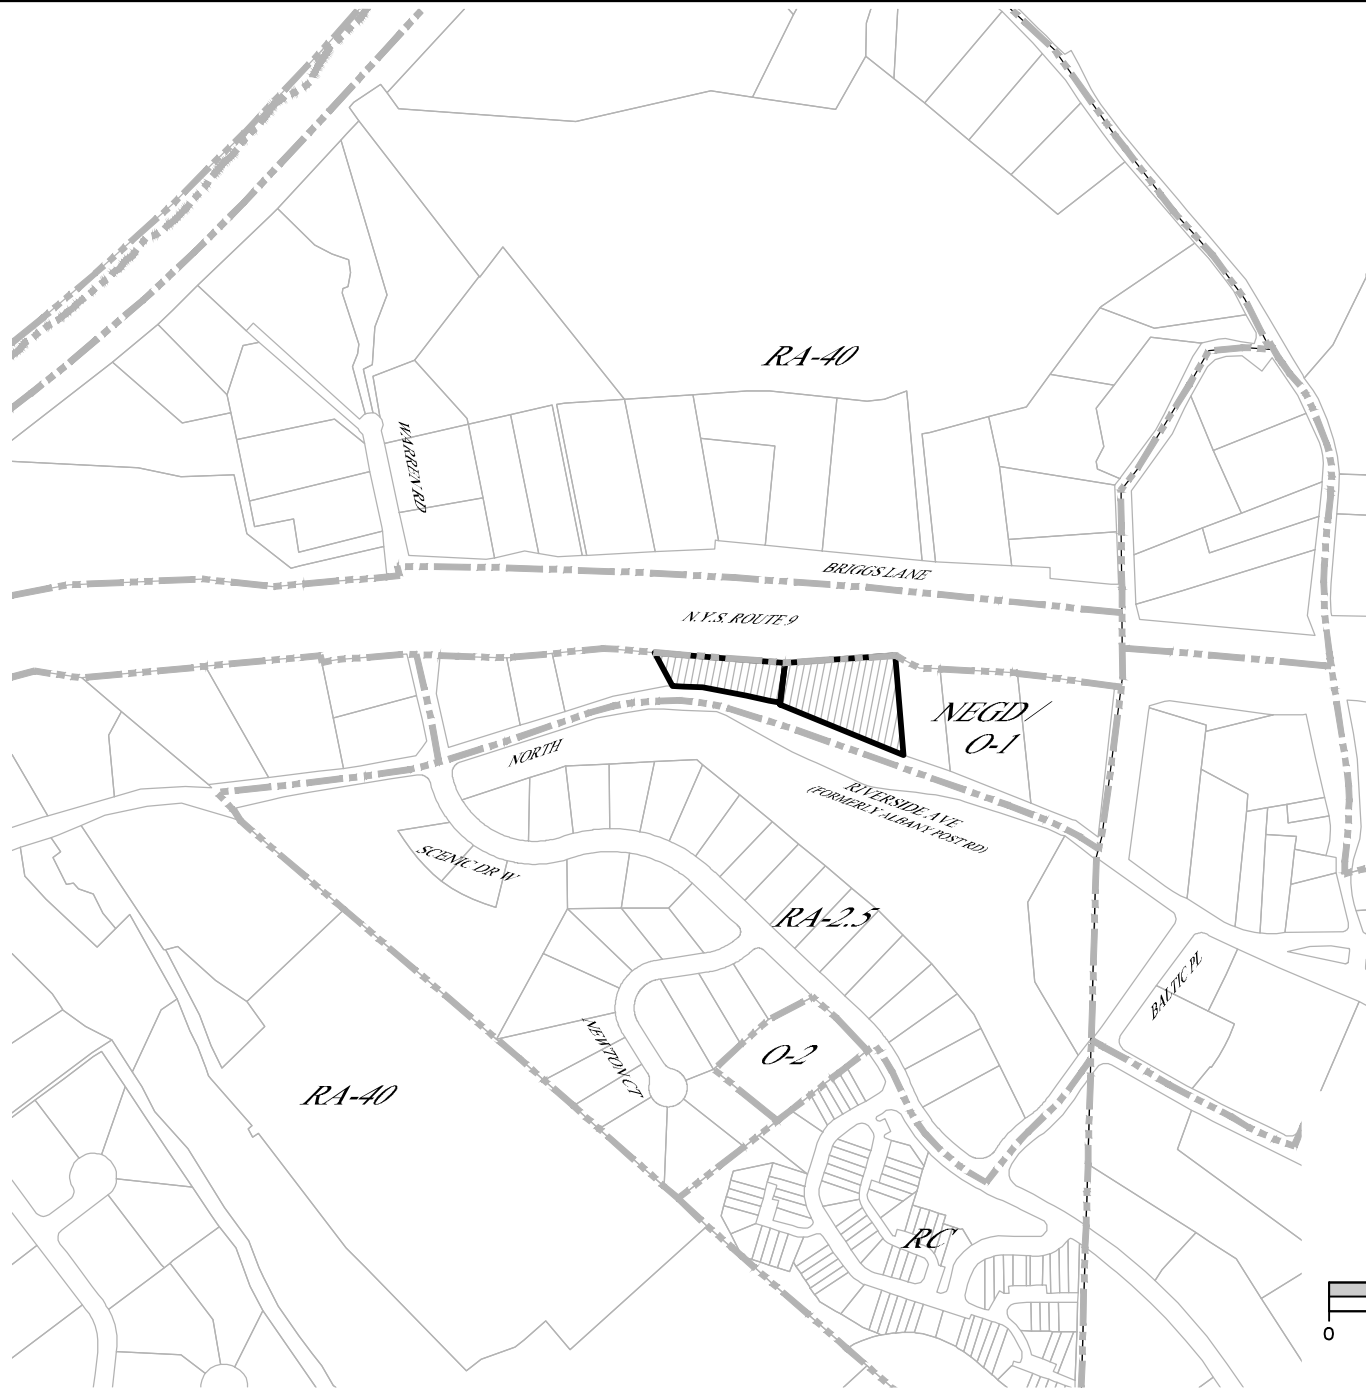 RA-40
WARREN RD
BRIGGS LANE
N.Y.S. ROUTE 9
NEGD/
O-1
NORTH
RIVERSIDE AVE
(FORMERLY ALBANY POST RD)
SCENIC DR W
RA-2.5
BALTIC PL
NEWTON CT
O-2
RA-40
RC
0